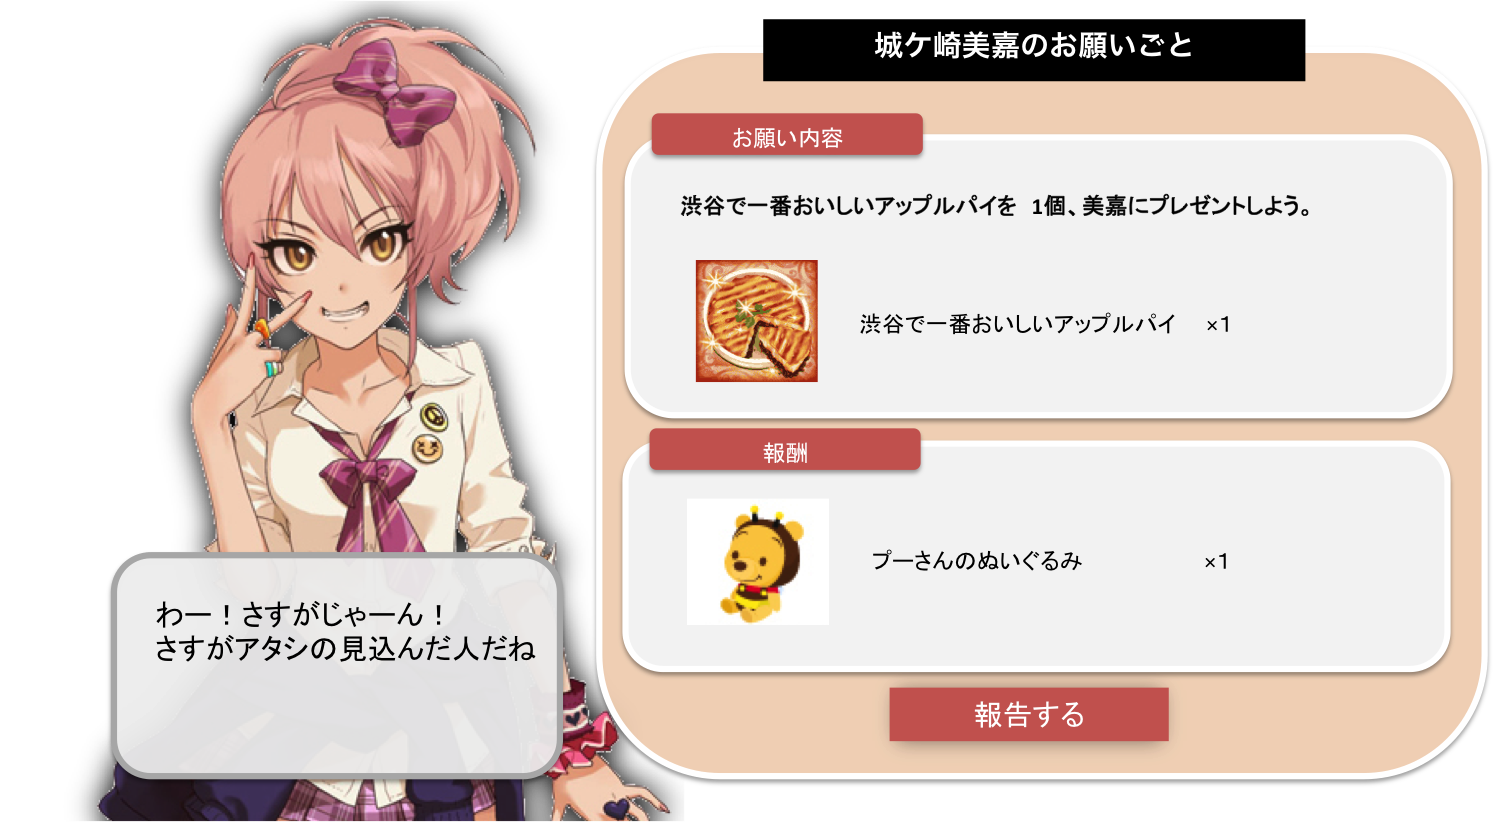 城ケ崎美嘉のお願いごと
お願い内容
渋谷で一番おいしいアップルパイを 1個、美嘉にプレゼントしよう。
渋谷で一番おいしいアップルパイ ×1
報酬
プーさんのぬいぐるみ ×1
わー！さすがじゃーん！
さすがアタシの見込んだ人だね
報告する